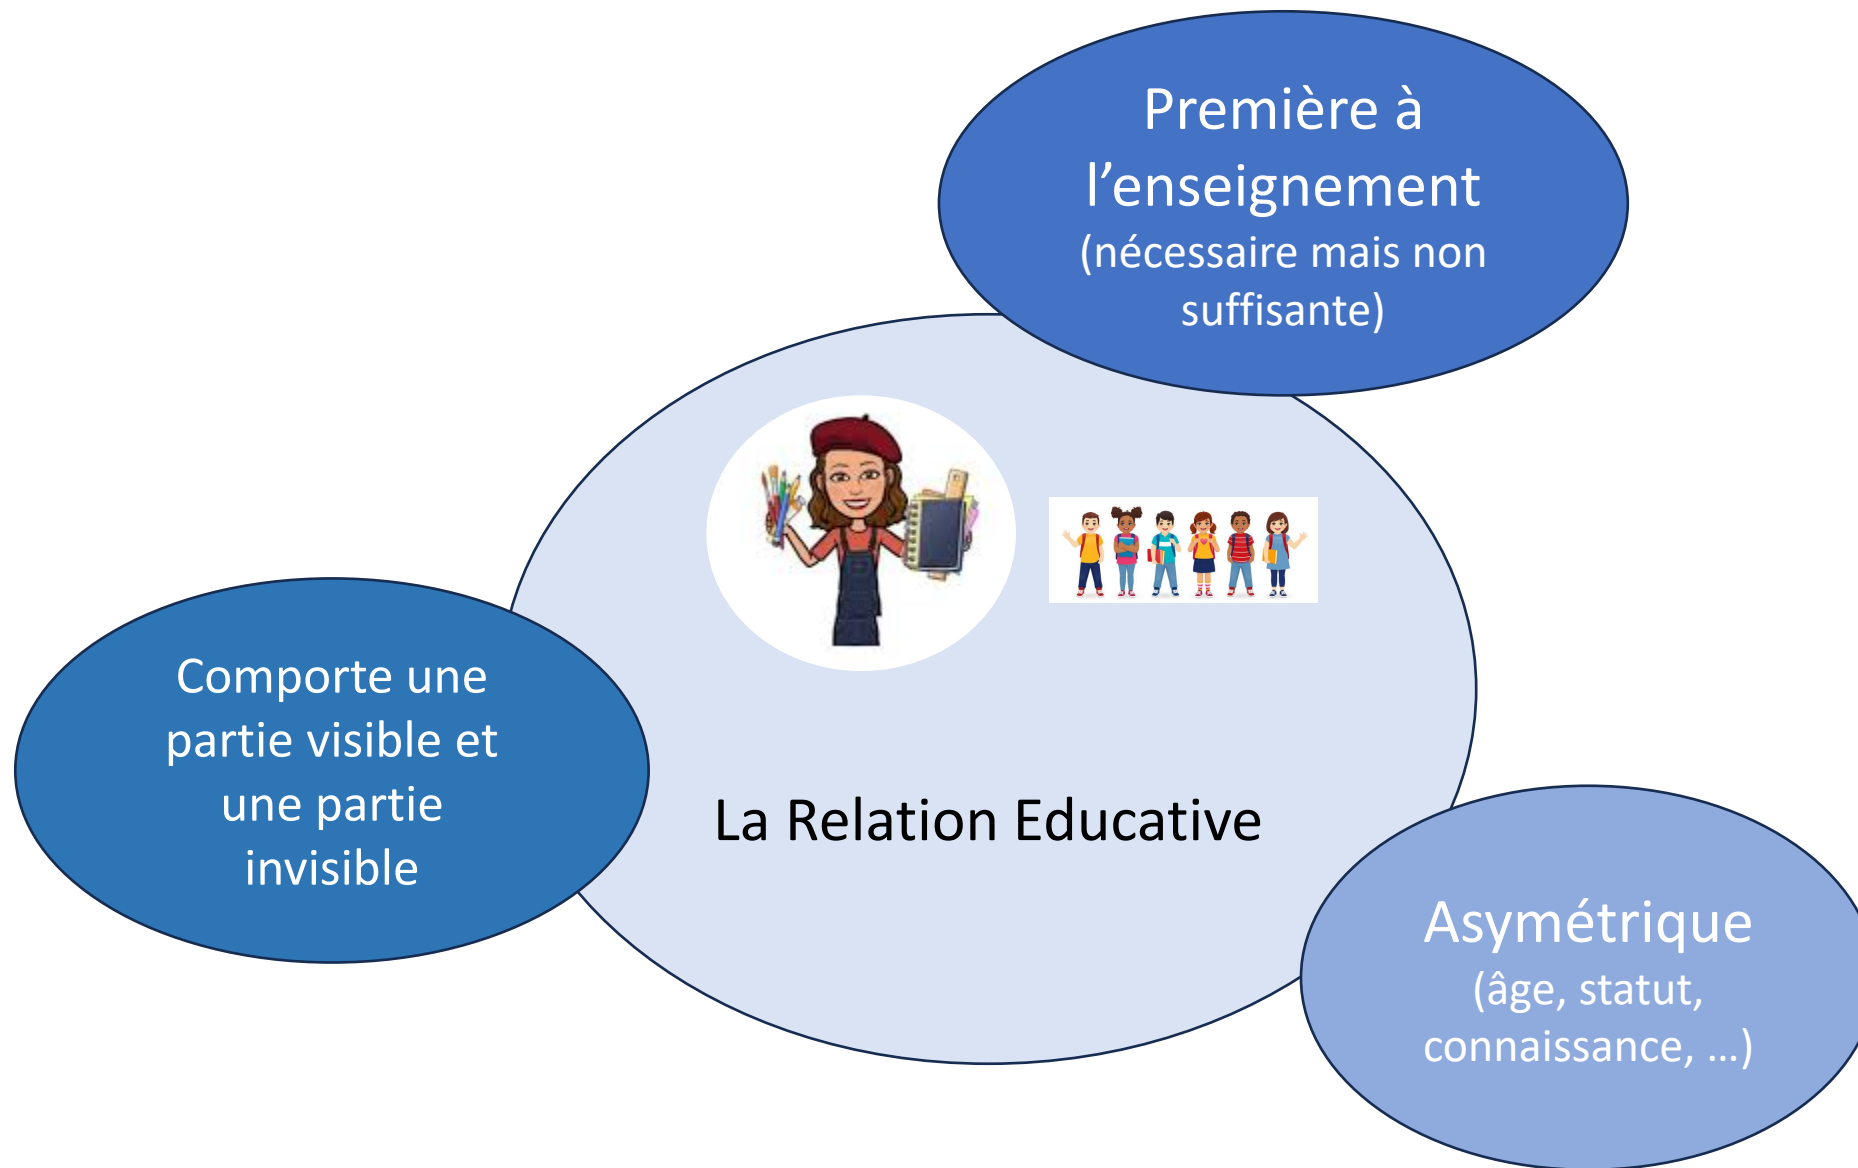 Première à
l’enseignement
(nécessaire mais non
suffisante)
Comporte une
partie visible et
une partie
invisible
La Relation Educative
Asymétrique
(âge, statut,
connaissance, …)